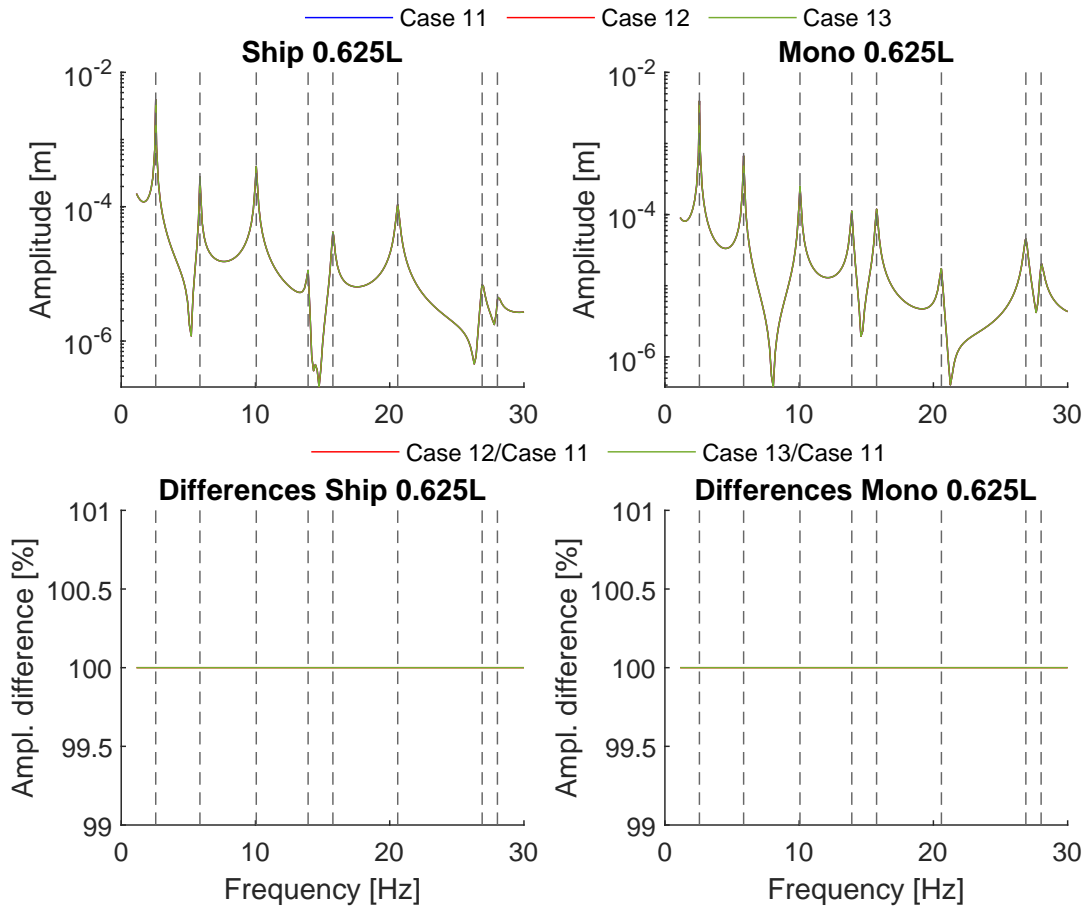 Case 11 Case 12 Case 13
Ship 0.625L Mono 0.625L
Amplitude [m]
10^-2
10^-4
10^-6
0 10 20 30
Amplitude [m]
10^-2
10^-4
10^-6
0 10 20 30
Case 12/Case 11 Case 13/Case 11
Differences Ship 0.625L Differences Mono 0.625L
Ampl. difference [%]
101
100.5
100
99.5
99
0 10 20 30
Frequency [Hz]
Ampl. difference [%]
101
100.5
100
99.5
99
0 10 20 30
Frequency [Hz]